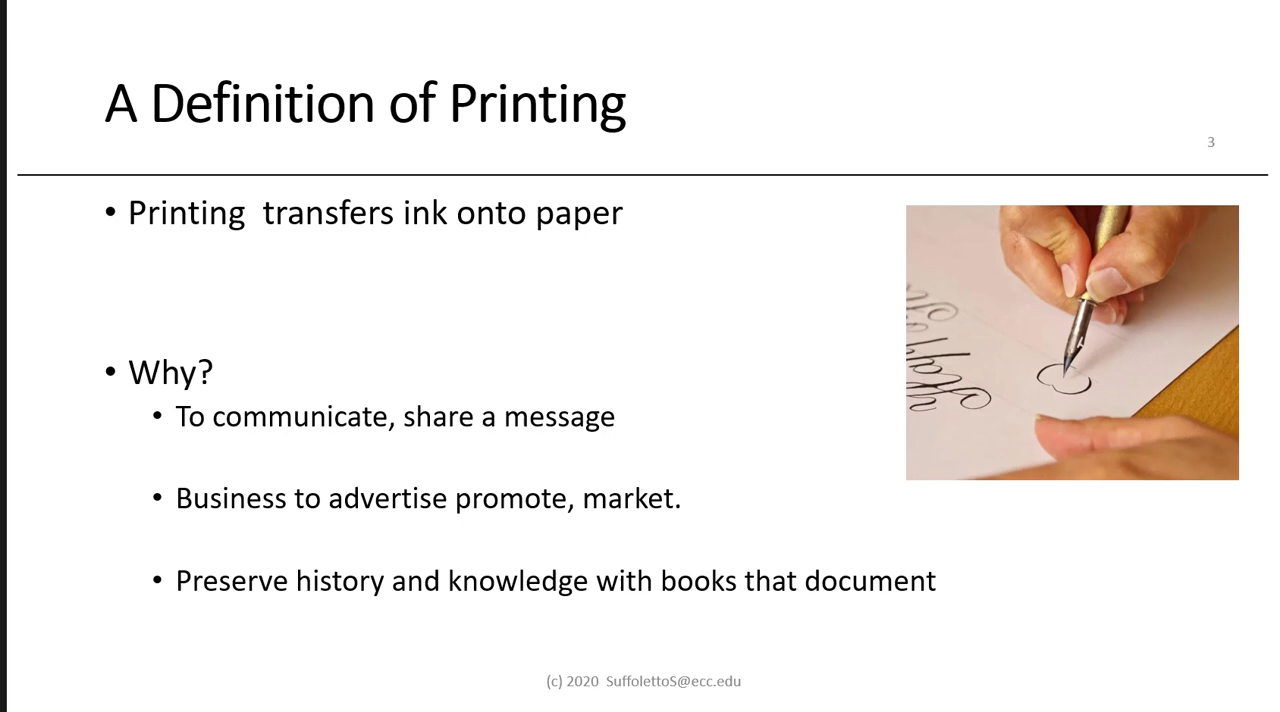 A Definition of Printing
3
• Printing  transfers ink onto paper
• Why?
• To communicate, share a message
• Business to advertise promote, market.
• Preserve history and knowledge with books that document
(c) 2020  SuffolettoS@ecc.edu